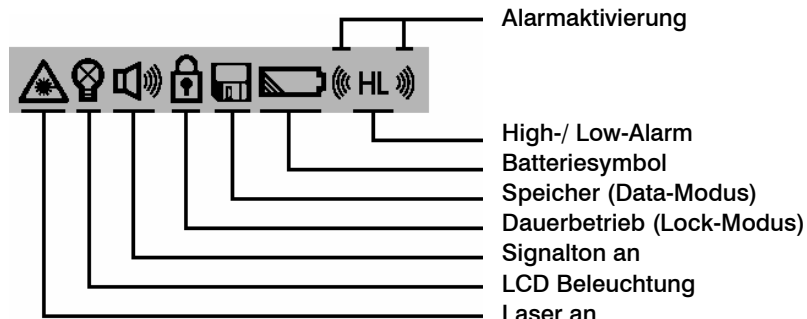 Alarmaktivierung
HL
High-/ Low-Alarm
Batteriesymbol
Speicher (Data-Modus)
Dauerbetrieb (Lock-Modus)
Signalton an
LCD Beleuchtung
Laser an